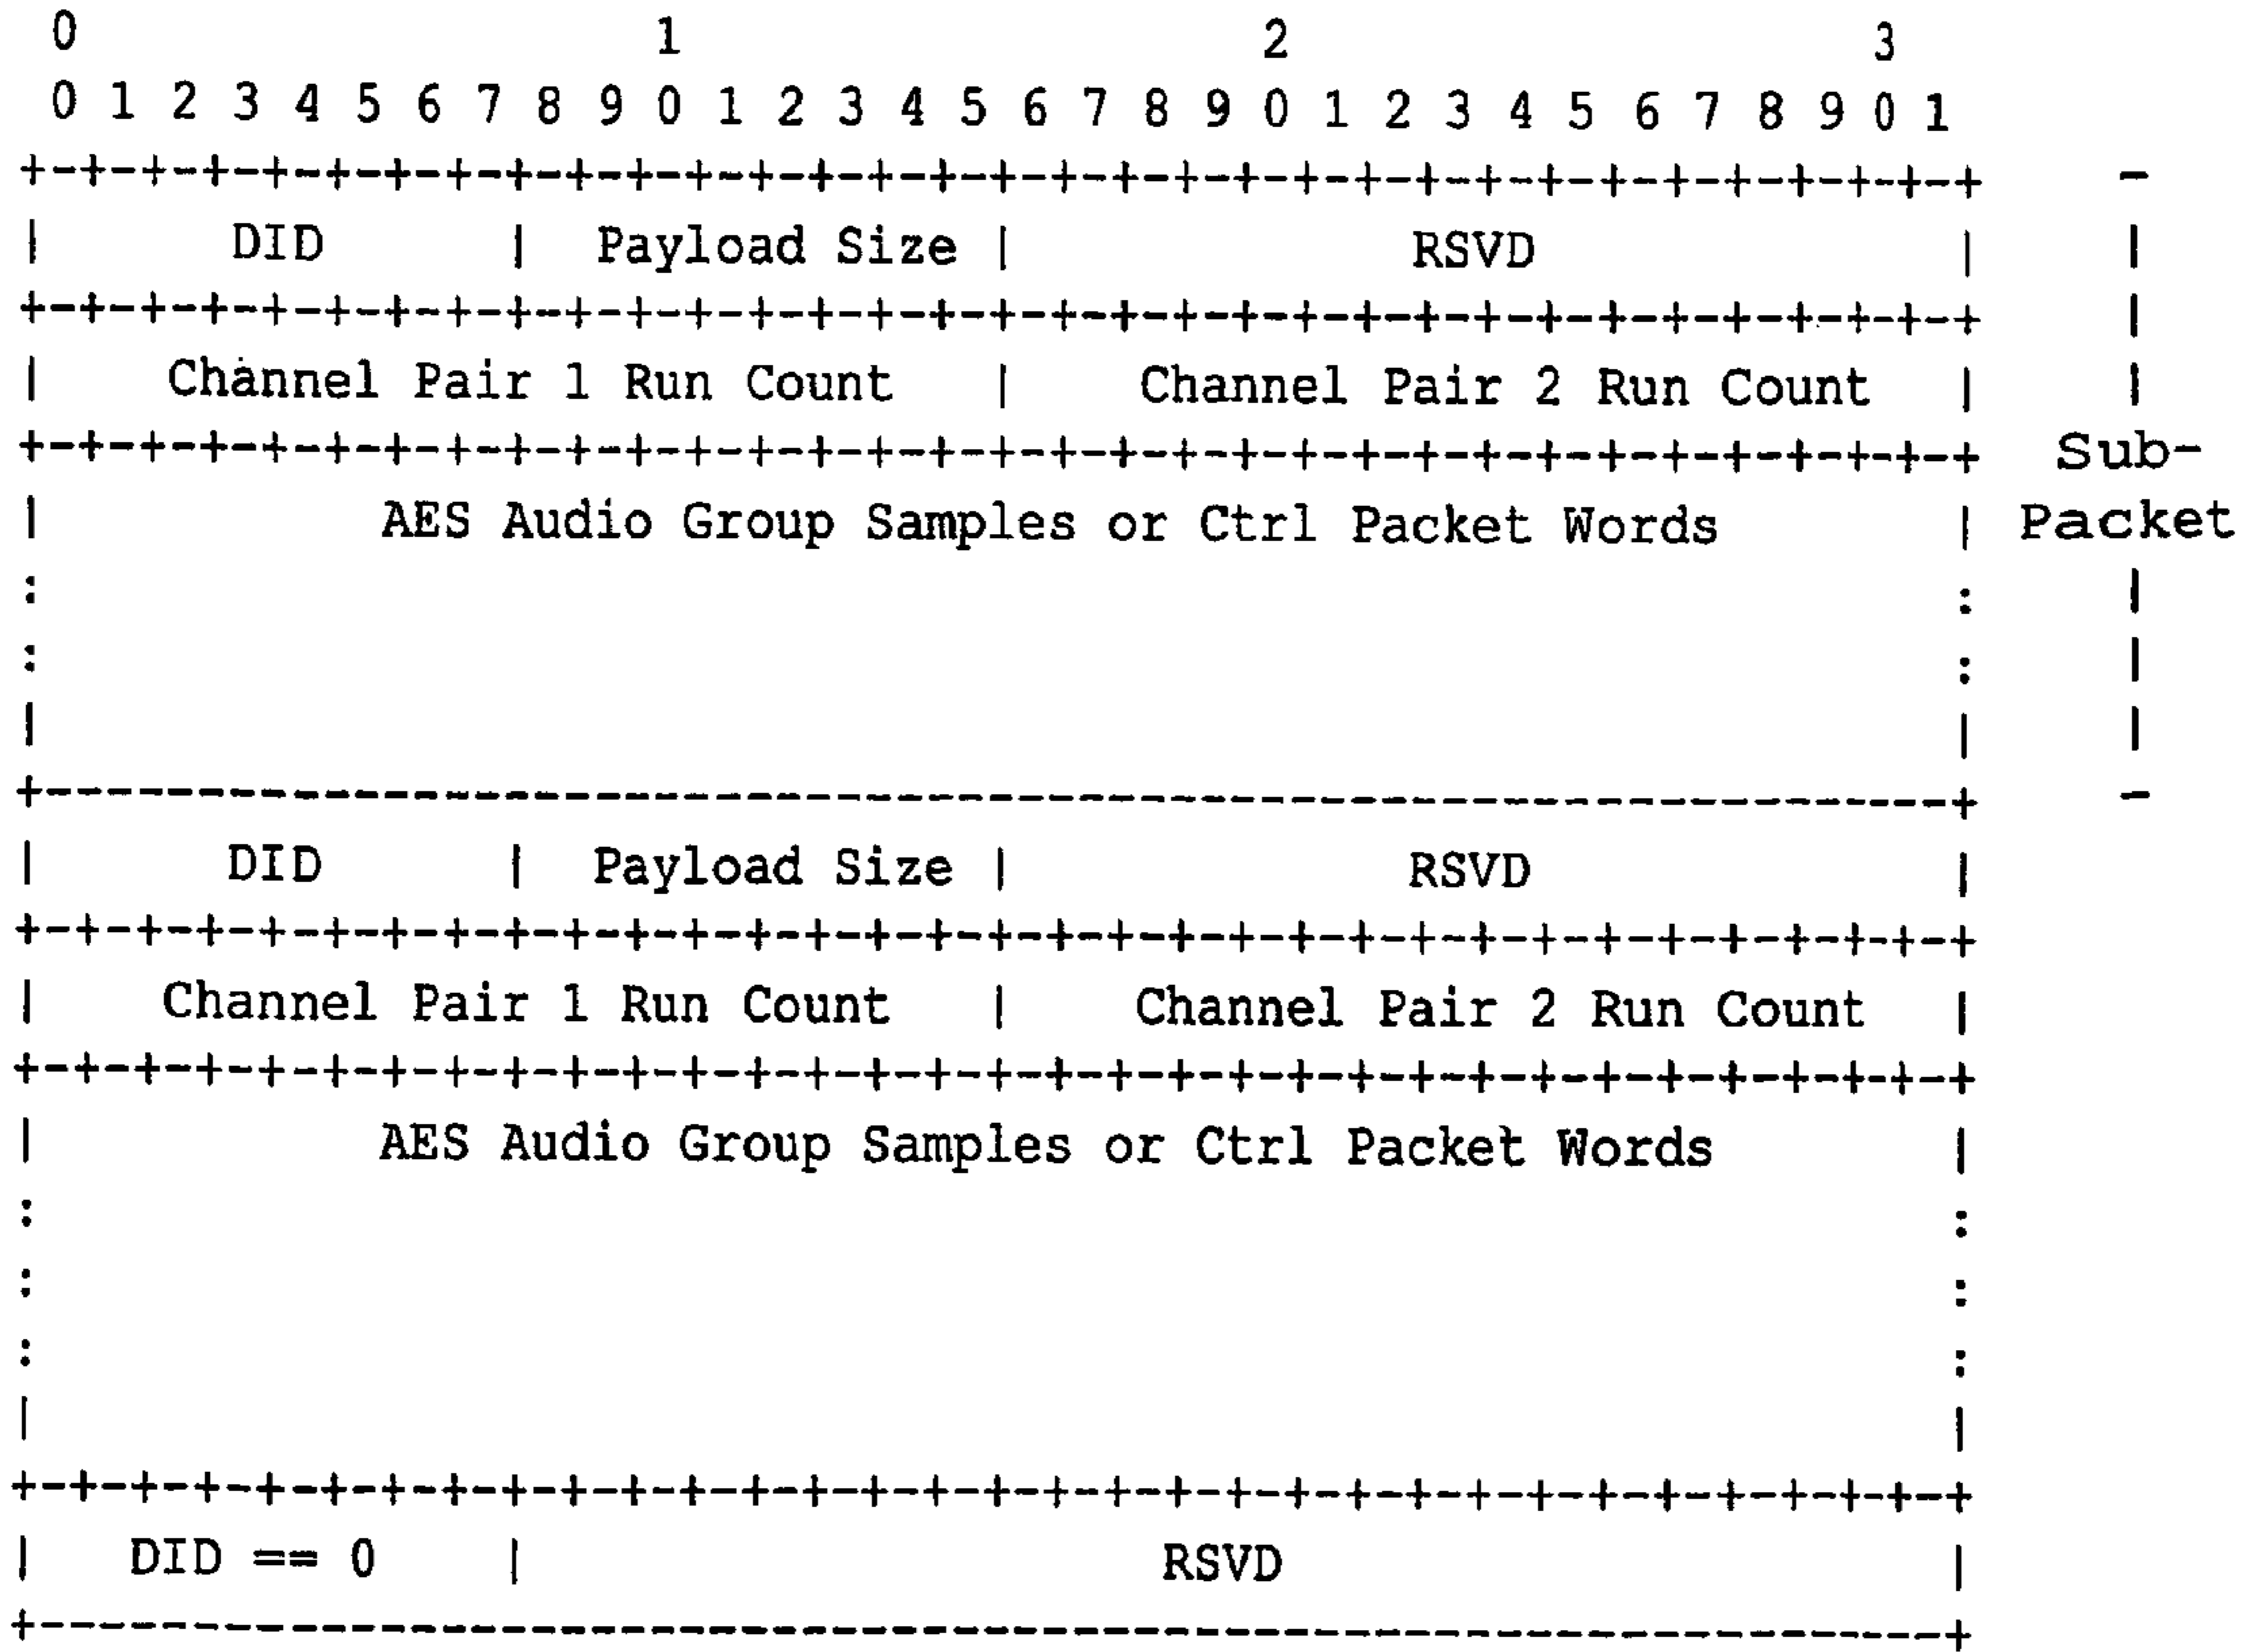 0 1 2 3
0 1 2 3 4 5 6 7 8 9 0 1 2 3 4 5 6 7 8 9 0 1 2 3 4 5 6 7 8 9 0 1
+-+-+-+-+-+-+-+-+-+-+-+-+-+-+-+-+-+-+-+-+-+-+-+-+-+-+-+-+-+-+-+-+ -
| DID | Payload Size | RSVD | |
+-+-+-+-+-+-+-+-+-+-+-+-+-+-+-+-+-+-+-+-+-+-+-+-+-+-+-+-+-+-+-+-+ |
| Channel Pair 1 Run Count | Channel Pair 2 Run Count | |
+-+-+-+-+-+-+-+-+-+-+-+-+-+-+-+-+-+-+-+-+-+-+-+-+-+-+-+-+-+-+-+-+ Sub-
| AES Audio Group Samples or Ctrl Packet Words | Packet
: : |
: : |
| | |
+---------------------------------------------------------------+ -
| DID | Payload Size | RSVD |
+-+-+-+-+-+-+-+-+-+-+-+-+-+-+-+-+-+-+-+-+-+-+-+-+-+-+-+-+-+-+-+-+
| Channel Pair 1 Run Count | Channel Pair 2 Run Count |
+-+-+-+-+-+-+-+-+-+-+-+-+-+-+-+-+-+-+-+-+-+-+-+-+-+-+-+-+-+-+-+-+
| AES Audio Group Samples or Ctrl Packet Words |
: :
: :
: :
| |
+-+-+-+-+-+-+-+-+-+-+-+-+-+-+-+-+-+-+-+-+-+-+-+-+-+-+-+-+-+-+-+-+
| DID == 0 | RSVD |
+---------------------------------------------------------------+